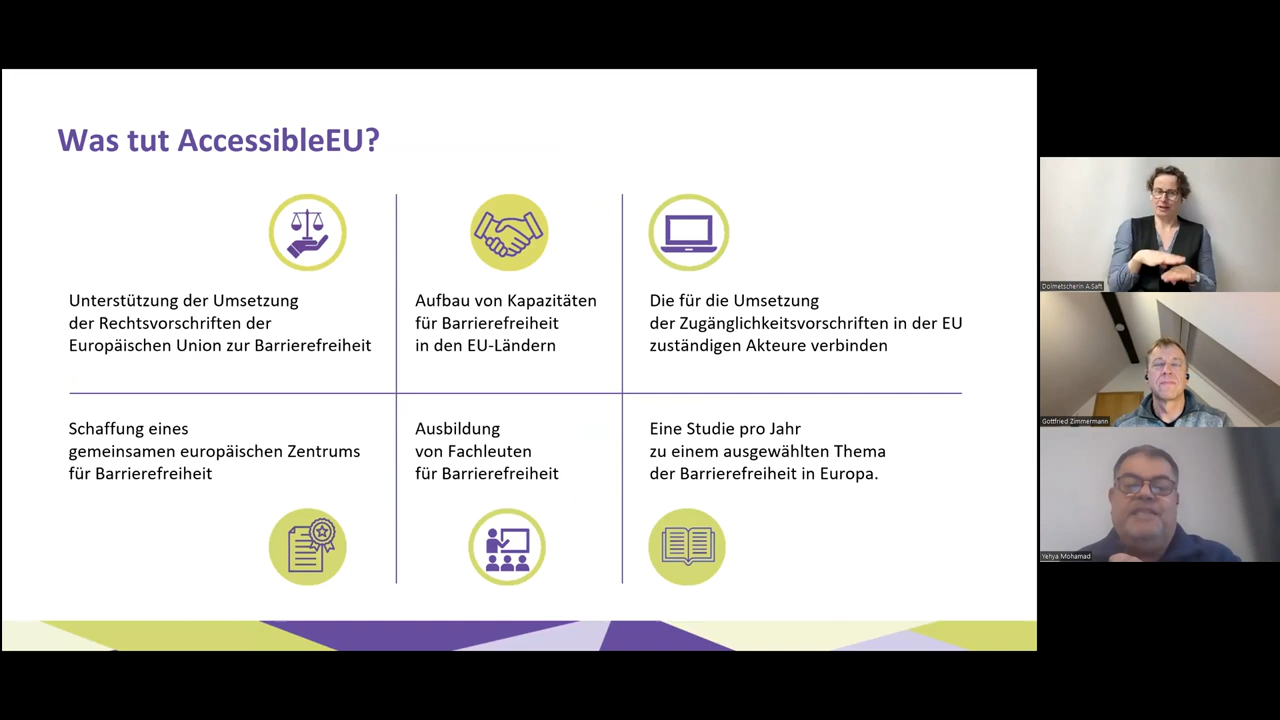 Was tut AccessibleEU?
Unterstützung der Umsetzung
der Rechtsvorschriften der
Europäischen Union zur Barrierefreiheit
Aufbau von Kapazitäten
für Barrierefreiheit
in den EU-Ländern
Die für die Umsetzung
der Zugänglichkeitsvorschriften in der EU
zuständigen Akteure verbinden
Schaffung eines
gemeinsamen europäischen Zentrums
für Barrierefreiheit
Ausbildung
von Fachleuten
für Barrierefreiheit
Eine Studie pro Jahr
zu einem ausgewählten Thema
der Barrierefreiheit in Europa.
Dolmetscherin A.Saft
Gottfried Zimmermann
Yehya Mohamad